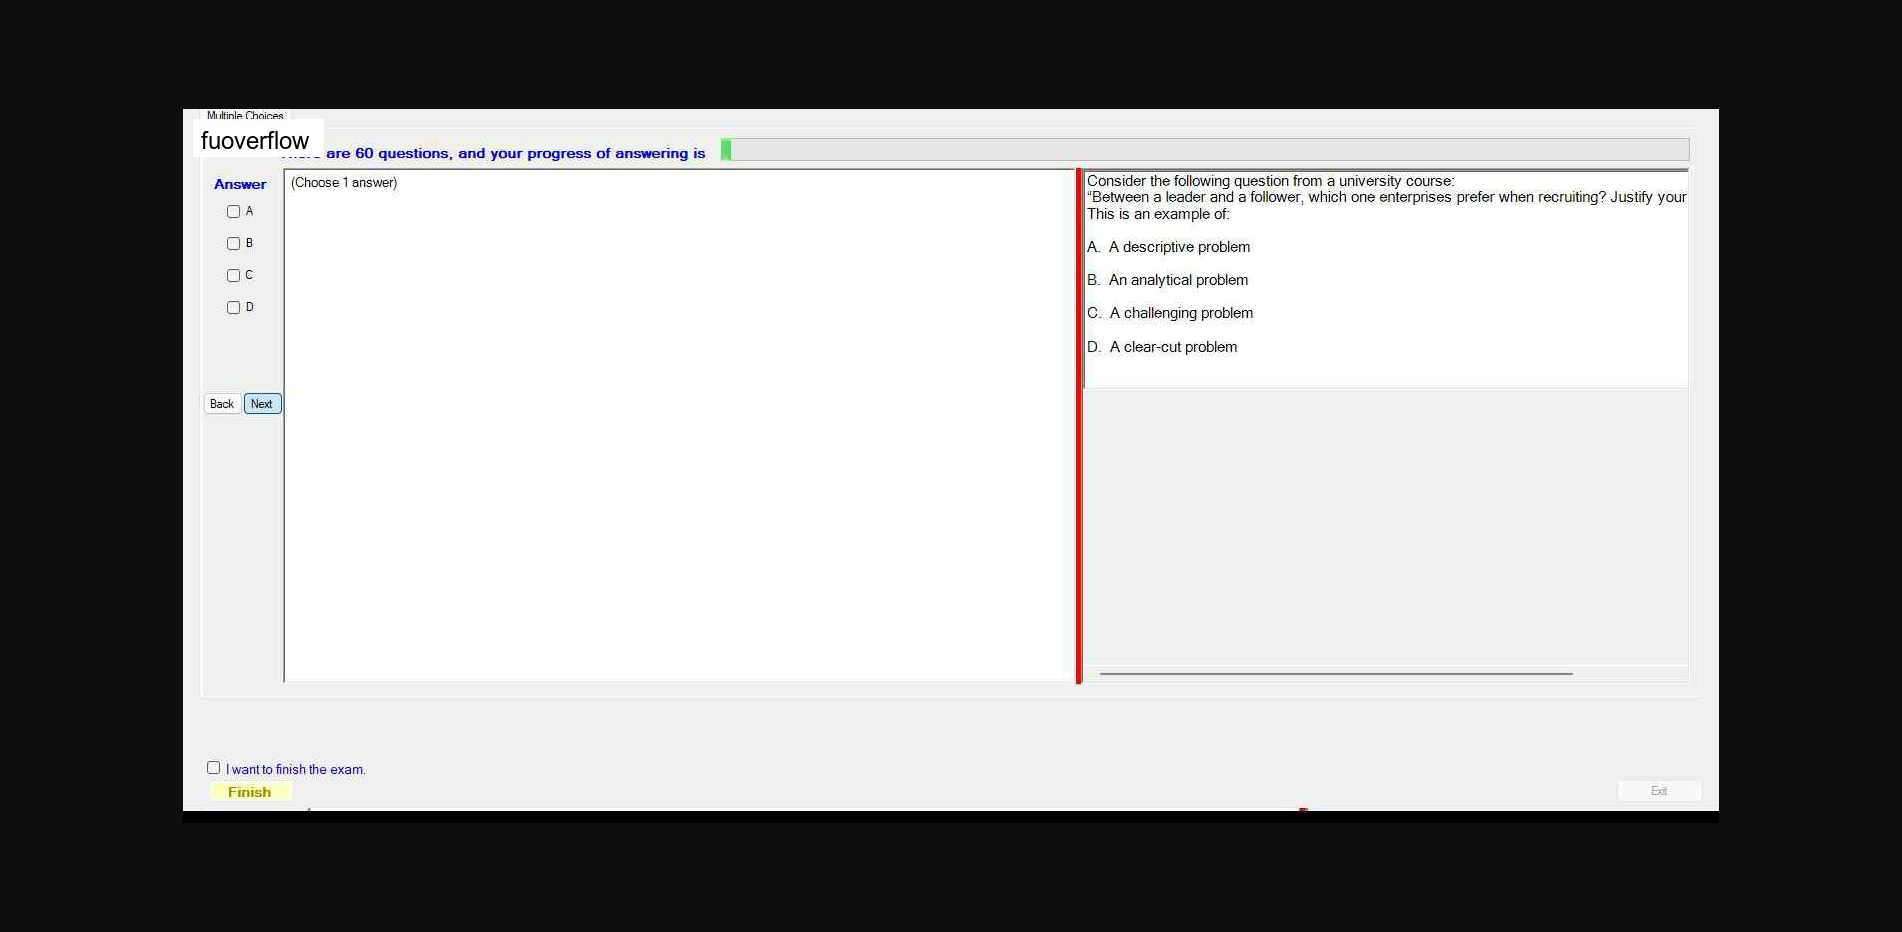 Multiple Choices
fuoverflow
are 60 questions, and your progress of answering is
Answer
A
B
C
D
Back Next
(Choose 1 answer)
Consider the following question from a university course:
“Between a leader and a follower, which one enterprises prefer when recruiting? Justify your
This is an example of:
A. A descriptive problem
B. An analytical problem
C. A challenging problem
D. A clear-cut problem
I want to finish the exam.
Finish
Exit